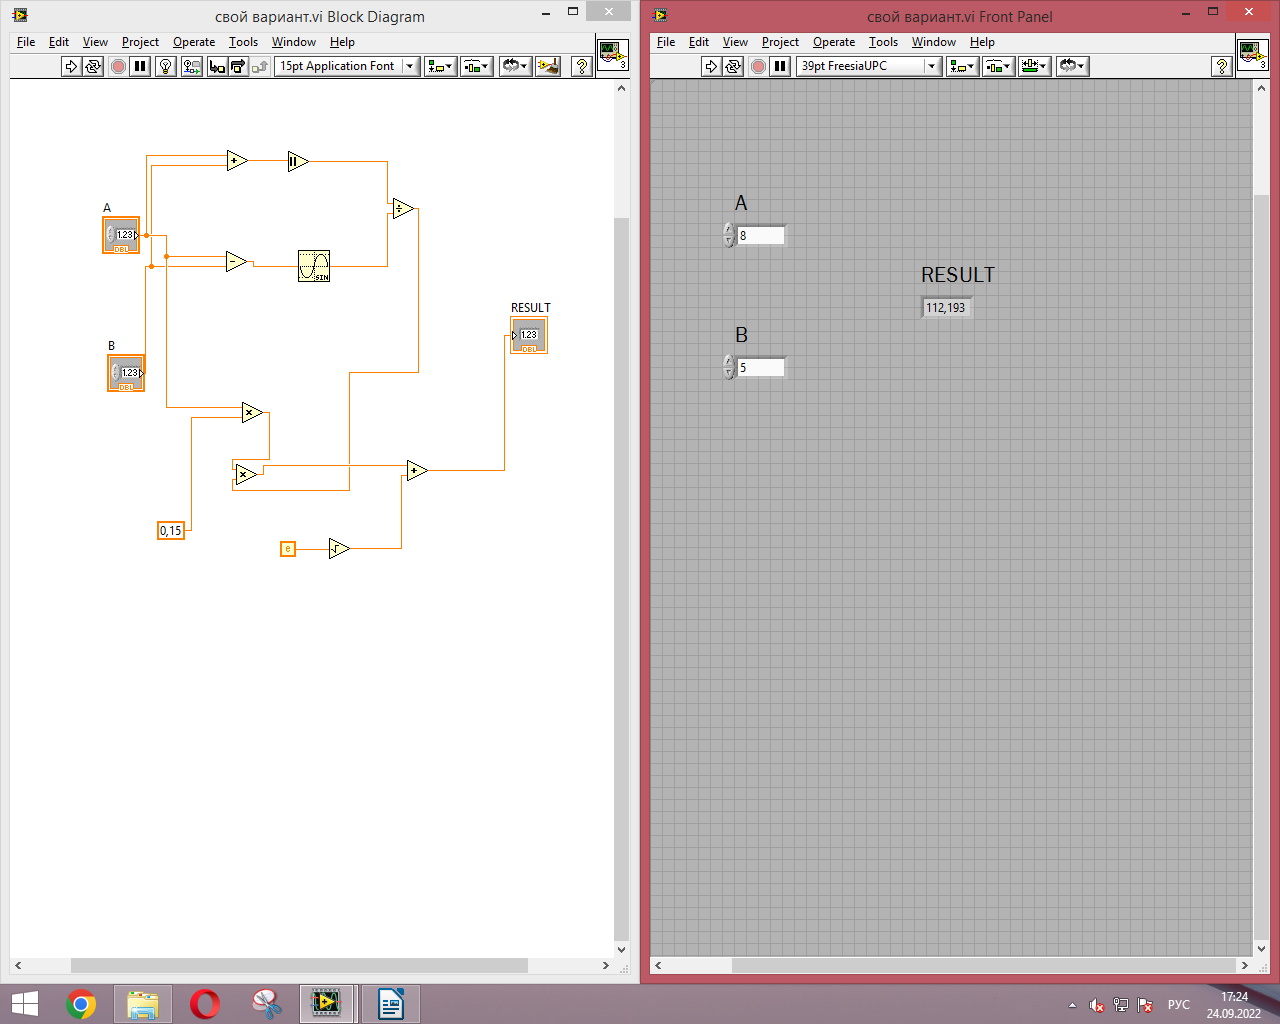 свой вариант.vi Block Diagram
File Edit View Project Operate Tools Window Help
15pt Application Font
3
A
1.23
DBL
B
1.23
DBL
SIN
RESULT
1.23
DBL
0,15
e
свой вариант.vi Front Panel
File Edit View Project Operate Tools Window Help
39pt FreesiaUPC
3
A
8
RESULT
112,193
B
5
РУС
17:24
24.09.2022